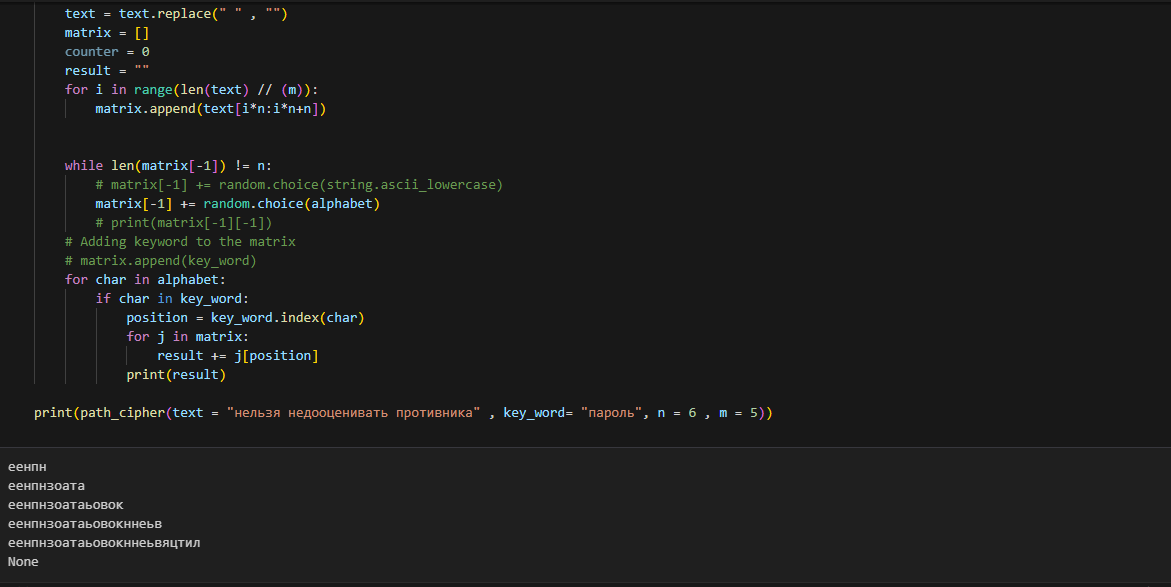 text = text.replace(" " , "")
matrix = []
counter = 0
result = ""
for i in range(len(text) // (m)):
matrix.append(text[i*n:i*n+n])
while len(matrix[-1]) != n:
# matrix[-1] += random.choice(string.ascii_lowercase)
matrix[-1] += random.choice(alphabet)
# print(matrix[-1][-1])
# Adding keyword to the matrix
# matrix.append(key_word)
for char in alphabet:
if char in key_word:
position = key_word.index(char)
for j in matrix:
result += j[position]
print(result)
print(path_cipher(text = "нельзя недооценивать противника" , key_word= "пароль", n = 6 , m = 5))
еенпн
еенпнзоата
еенпнзоатаьовок
еенпнзоатаьовокннеьв
еенпнзоатаьовокннеьвяцтил
None